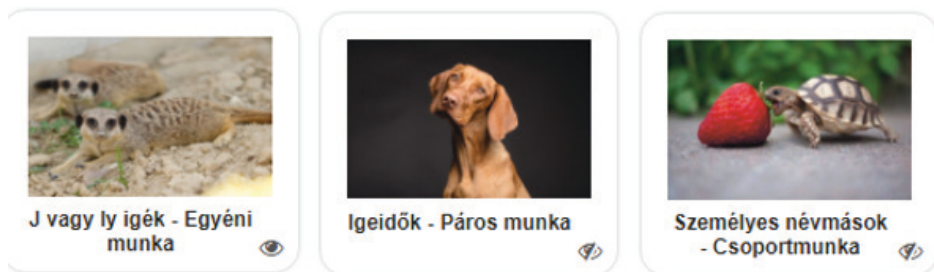 J vagy ly igék - Egyéni
munka
Igeidők - Páros munka
Személyes névmások
- Csoportmunka